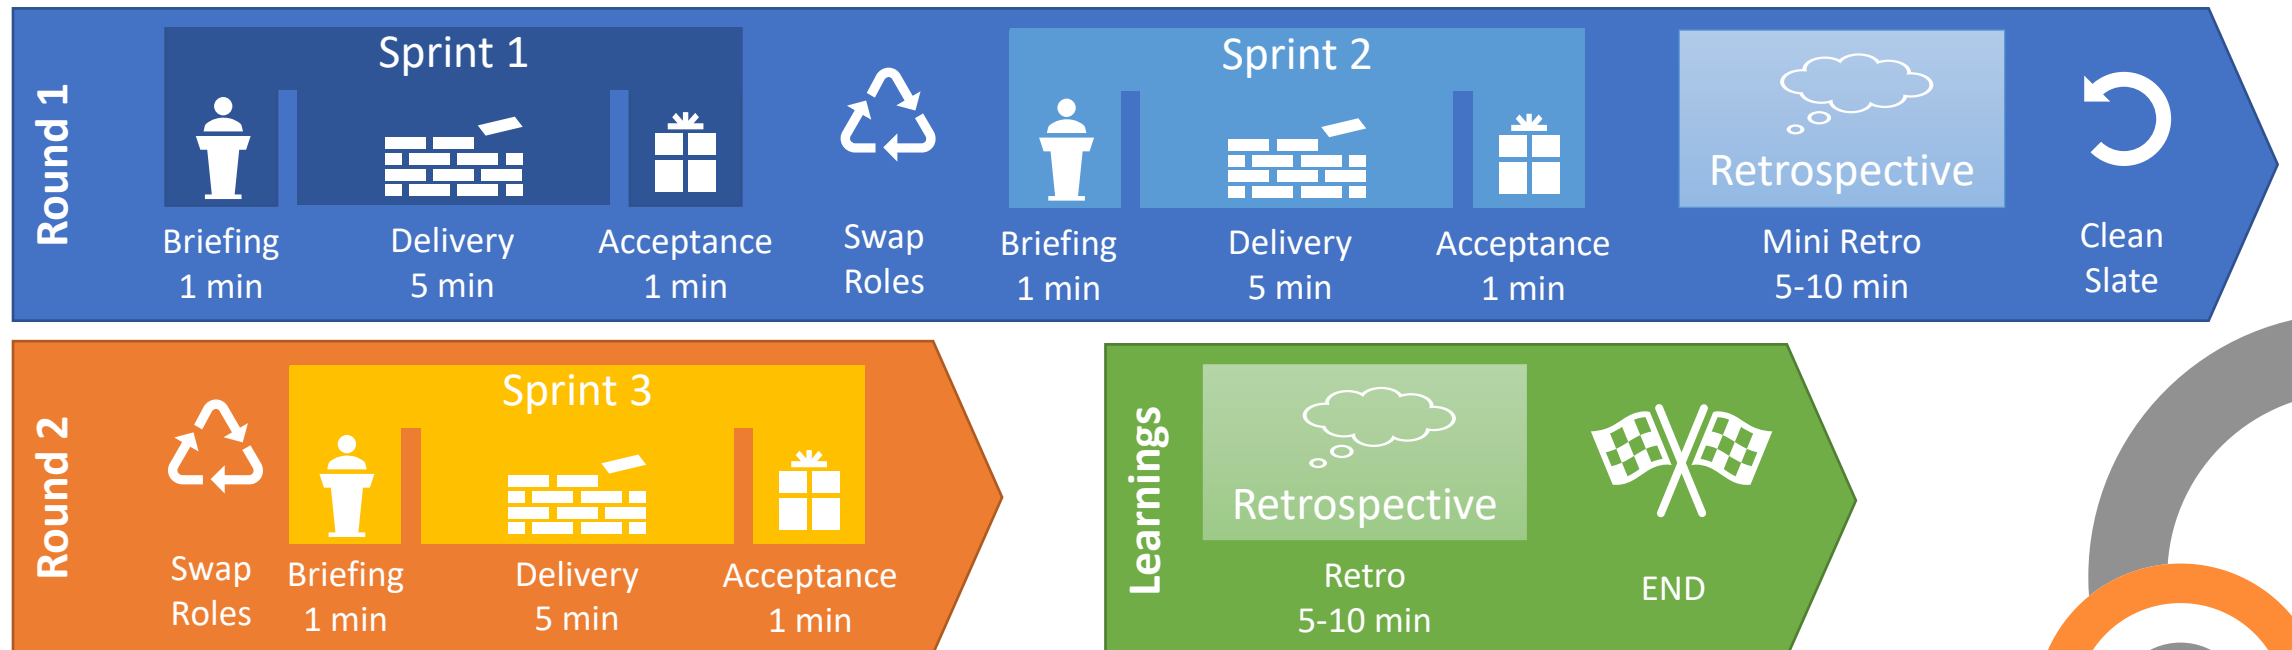 Round 1
Sprint 1
Briefing
1 min
Delivery
5 min
Acceptance
1 min
Swap
Roles
Sprint 2
Briefing
1 min
Delivery
5 min
Acceptance
1 min
Retrospective
Mini Retro
5-10 min
Clean
Slate
Round 2
Swap
Roles
Sprint 3
Briefing
1 min
Delivery
5 min
Acceptance
1 min
Learnings
Retrospective
Retro
5-10 min
END